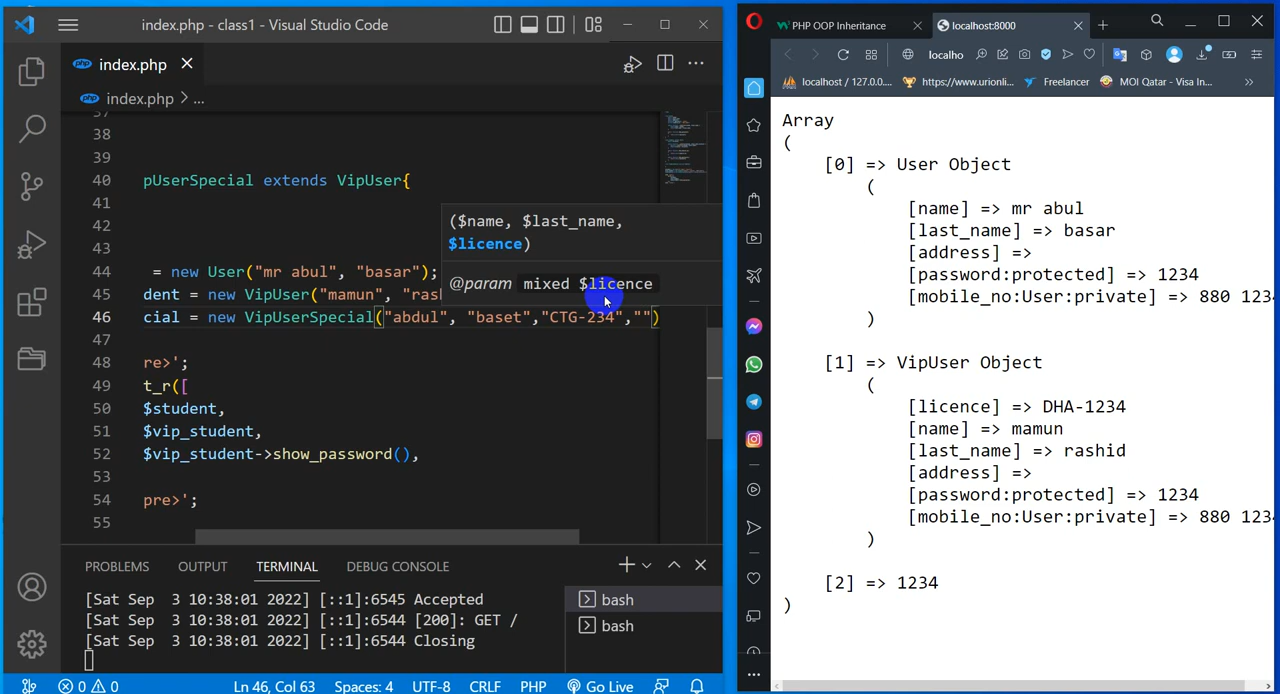 index.php - class1 - Visual Studio Code
php index.php
php index.php > ...
37
38
39
40 pUserSpecial extends VipUser{
41
42
43
($name, $last_name,
$licence)
@param mixed $licence
44 = new User("mr abul", "basar");
45 dent = new VipUser("mamun", "ras
46 cial = new VipUserSpecial("abdul", "baset","CTG-234","")
47
48 re>';
49 t_r([
50 $student,
51 $vip_student,
52 $vip_student->show_password(),
53
54 pre>';
55
PROBLEMS OUTPUT TERMINAL DEBUG CONSOLE
[Sat Sep  3 10:38:01 2022] [::1]:6545 Accepted
[Sat Sep  3 10:38:01 2022] [::1]:6544 [200]: GET /
[Sat Sep  3 10:38:01 2022] [::1]:6544 Closing
bash
bash
0 0 Ln 46, Col 63 Spaces: 4 UTF-8 CRLF PHP Go Live
PHP OOP Inheritance
localhost:8000
localho
localhost / 127.0.0.... https://www.urionli... Freelancer MOI Qatar - Visa In... »
Array
(
[0] => User Object
(
[name] => mr abul
[last_name] => basar
[address] =>
[password:protected] => 1234
[mobile_no:User:private] => 880 1234
)
[1] => VipUser Object
(
[licence] => DHA-1234
[name] => mamun
[last_name] => rashid
[address] =>
[password:protected] => 1234
[mobile_no:User:private] => 880 1234
)
[2] => 1234
)